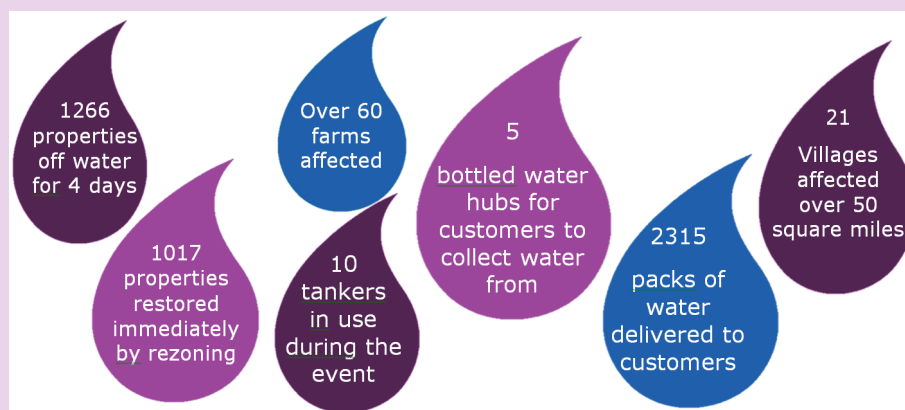 1266
properties
off water
for 4 days
1017
properties
restored
immediately
by rezoning
Over 60
farms
affected
10
tankers
in use
during the
event
5
bottled water
hubs for
customers to
collect water
from
2315
packs of
water
delivered to
customers
21
Villages
affected
over 50
square miles